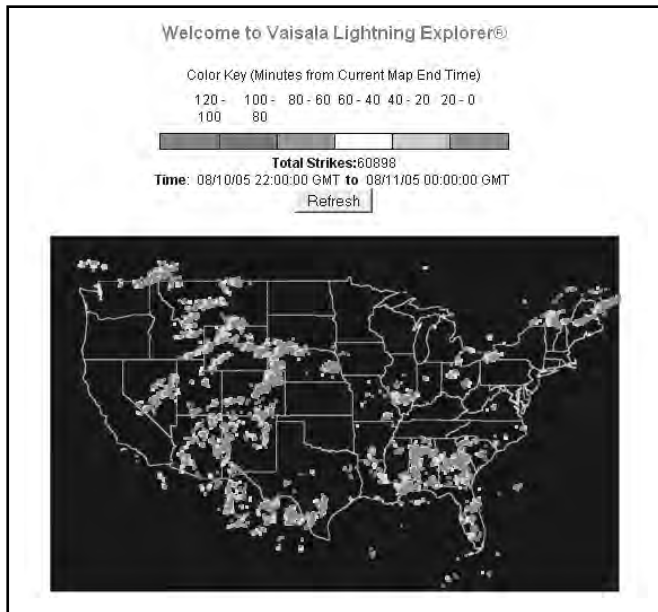 Welcome to Vaisala Lightning Explorer®
Color Key (Minutes from Current Map End Time)
120 - 100 - 80 - 60 60 - 40 40 - 20 20 - 0
100 80
Total Strikes:60898
Time: 08/10/05 22:00:00 GMT to 08/11/05 00:00:00 GMT
Refresh